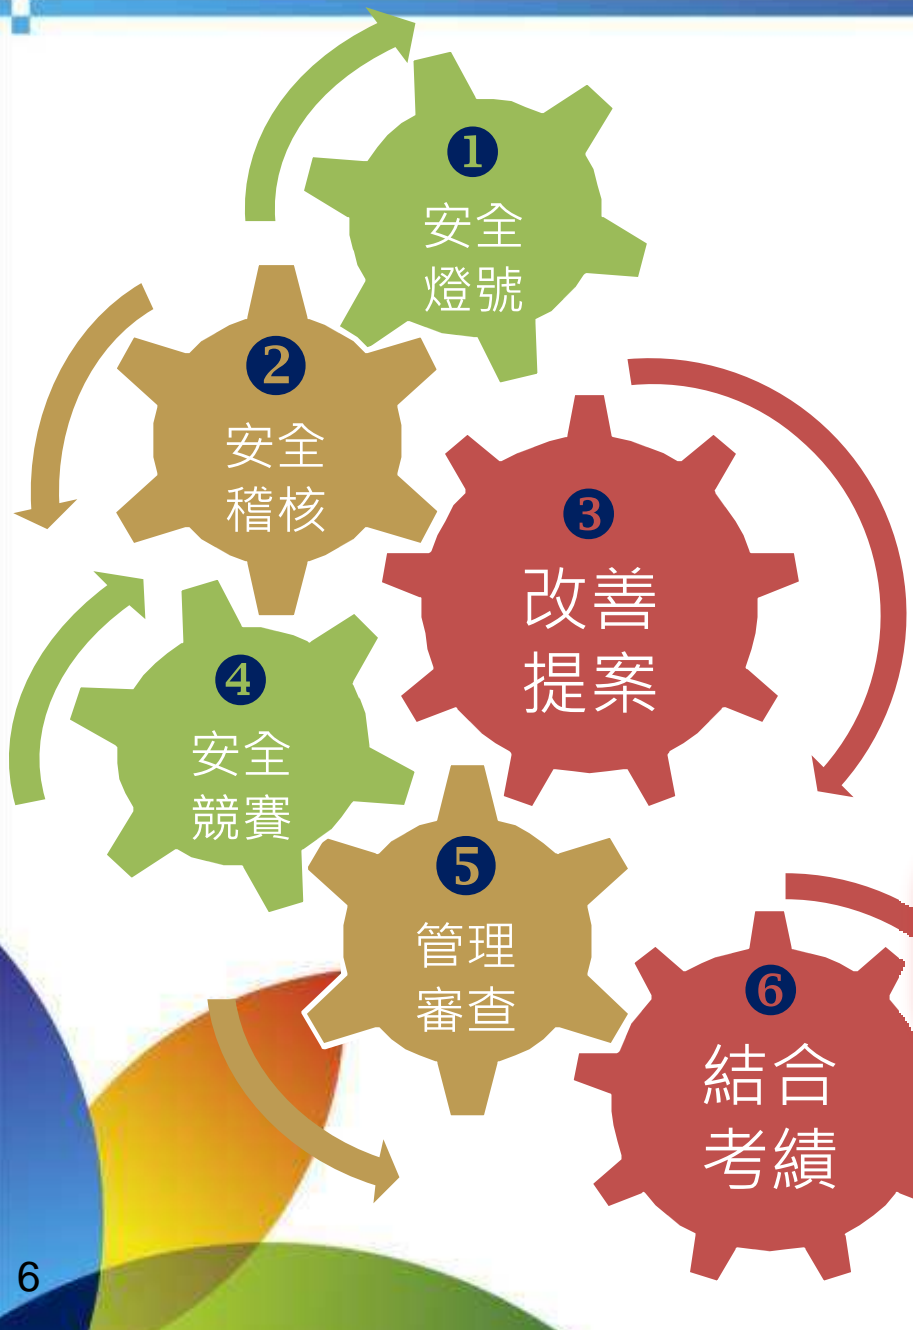 ❶
安全
燈號
❷
安全
稽核
❸
改善
提案
❹
安全
競賽
❺
管理
審查
❻
結合
考績
6